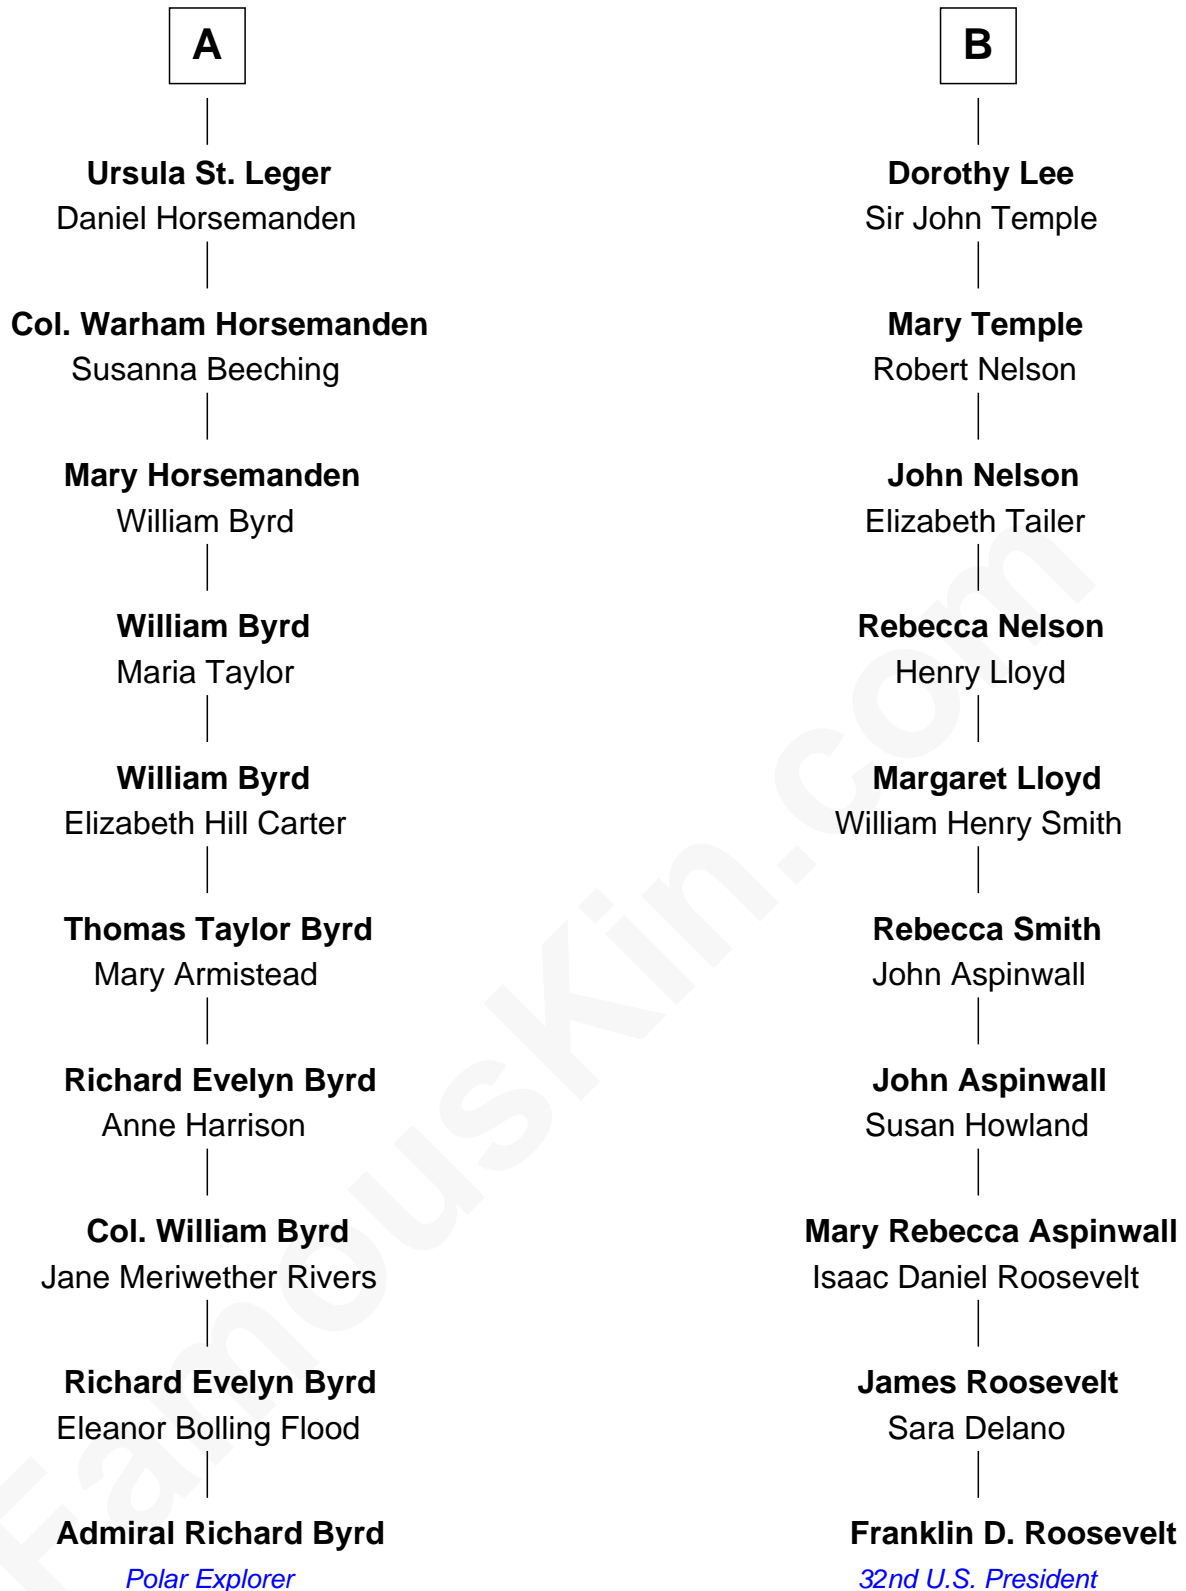 A
Ursula St. Leger
Daniel Horsemanden
Col. Warham Horsemanden
Susanna Beeching
Mary Horsemanden
William Byrd
William Byrd
Maria Taylor
William Byrd
Elizabeth Hill Carter
Thomas Taylor Byrd
Mary Armistead
Richard Evelyn Byrd
Anne Harrison
Col. William Byrd
Jane Meriwether Rivers
Richard Evelyn Byrd
Eleanor Bolling Flood
Admiral Richard Byrd
Polar Explorer
B
Dorothy Lee
Sir John Temple
Mary Temple
Robert Nelson
John Nelson
Elizabeth Tailer
Rebecca Nelson
Henry Lloyd
Margaret Lloyd
William Henry Smith
Rebecca Smith
John Aspinwall
John Aspinwall
Susan Howland
Mary Rebecca Aspinwall
Isaac Daniel Roosevelt
James Roosevelt
Sara Delano
Franklin D. Roosevelt
32nd U.S. President
FamousKin.com